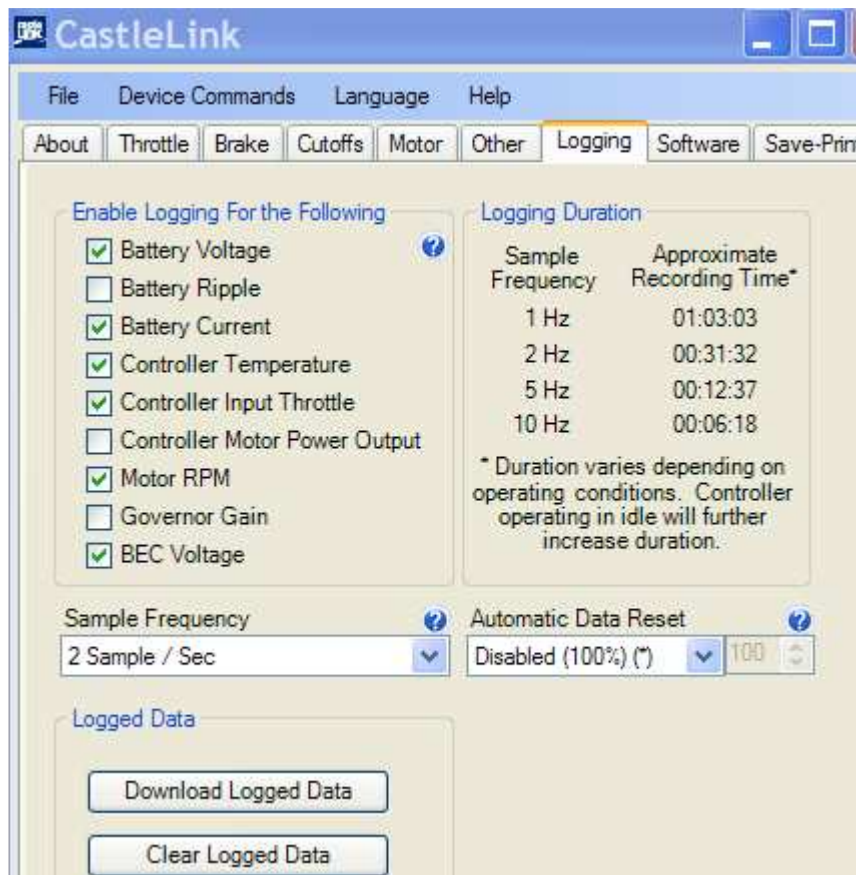 CastleLink
File Device Commands Language Help
About Throttle Brake Cutoffs Motor Other Logging Software Save-Prin
Enable Logging For the Following
Battery Voltage
Battery Ripple
Battery Current
Controller Temperature
Controller Input Throttle
Controller Motor Power Output
Motor RPM
Governor Gain
BEC Voltage
Logging Duration
Sample Frequency Approximate Recording Time*
1 Hz 01:03:03
2 Hz 00:31:32
5 Hz 00:12:37
10 Hz 00:06:18
* Duration varies depending on
operating conditions. Controller
operating in idle will further
increase duration.
Sample Frequency
2 Sample / Sec
Automatic Data Reset
Disabled (100%) (*) 100
Logged Data
Download Logged Data
Clear Logged Data